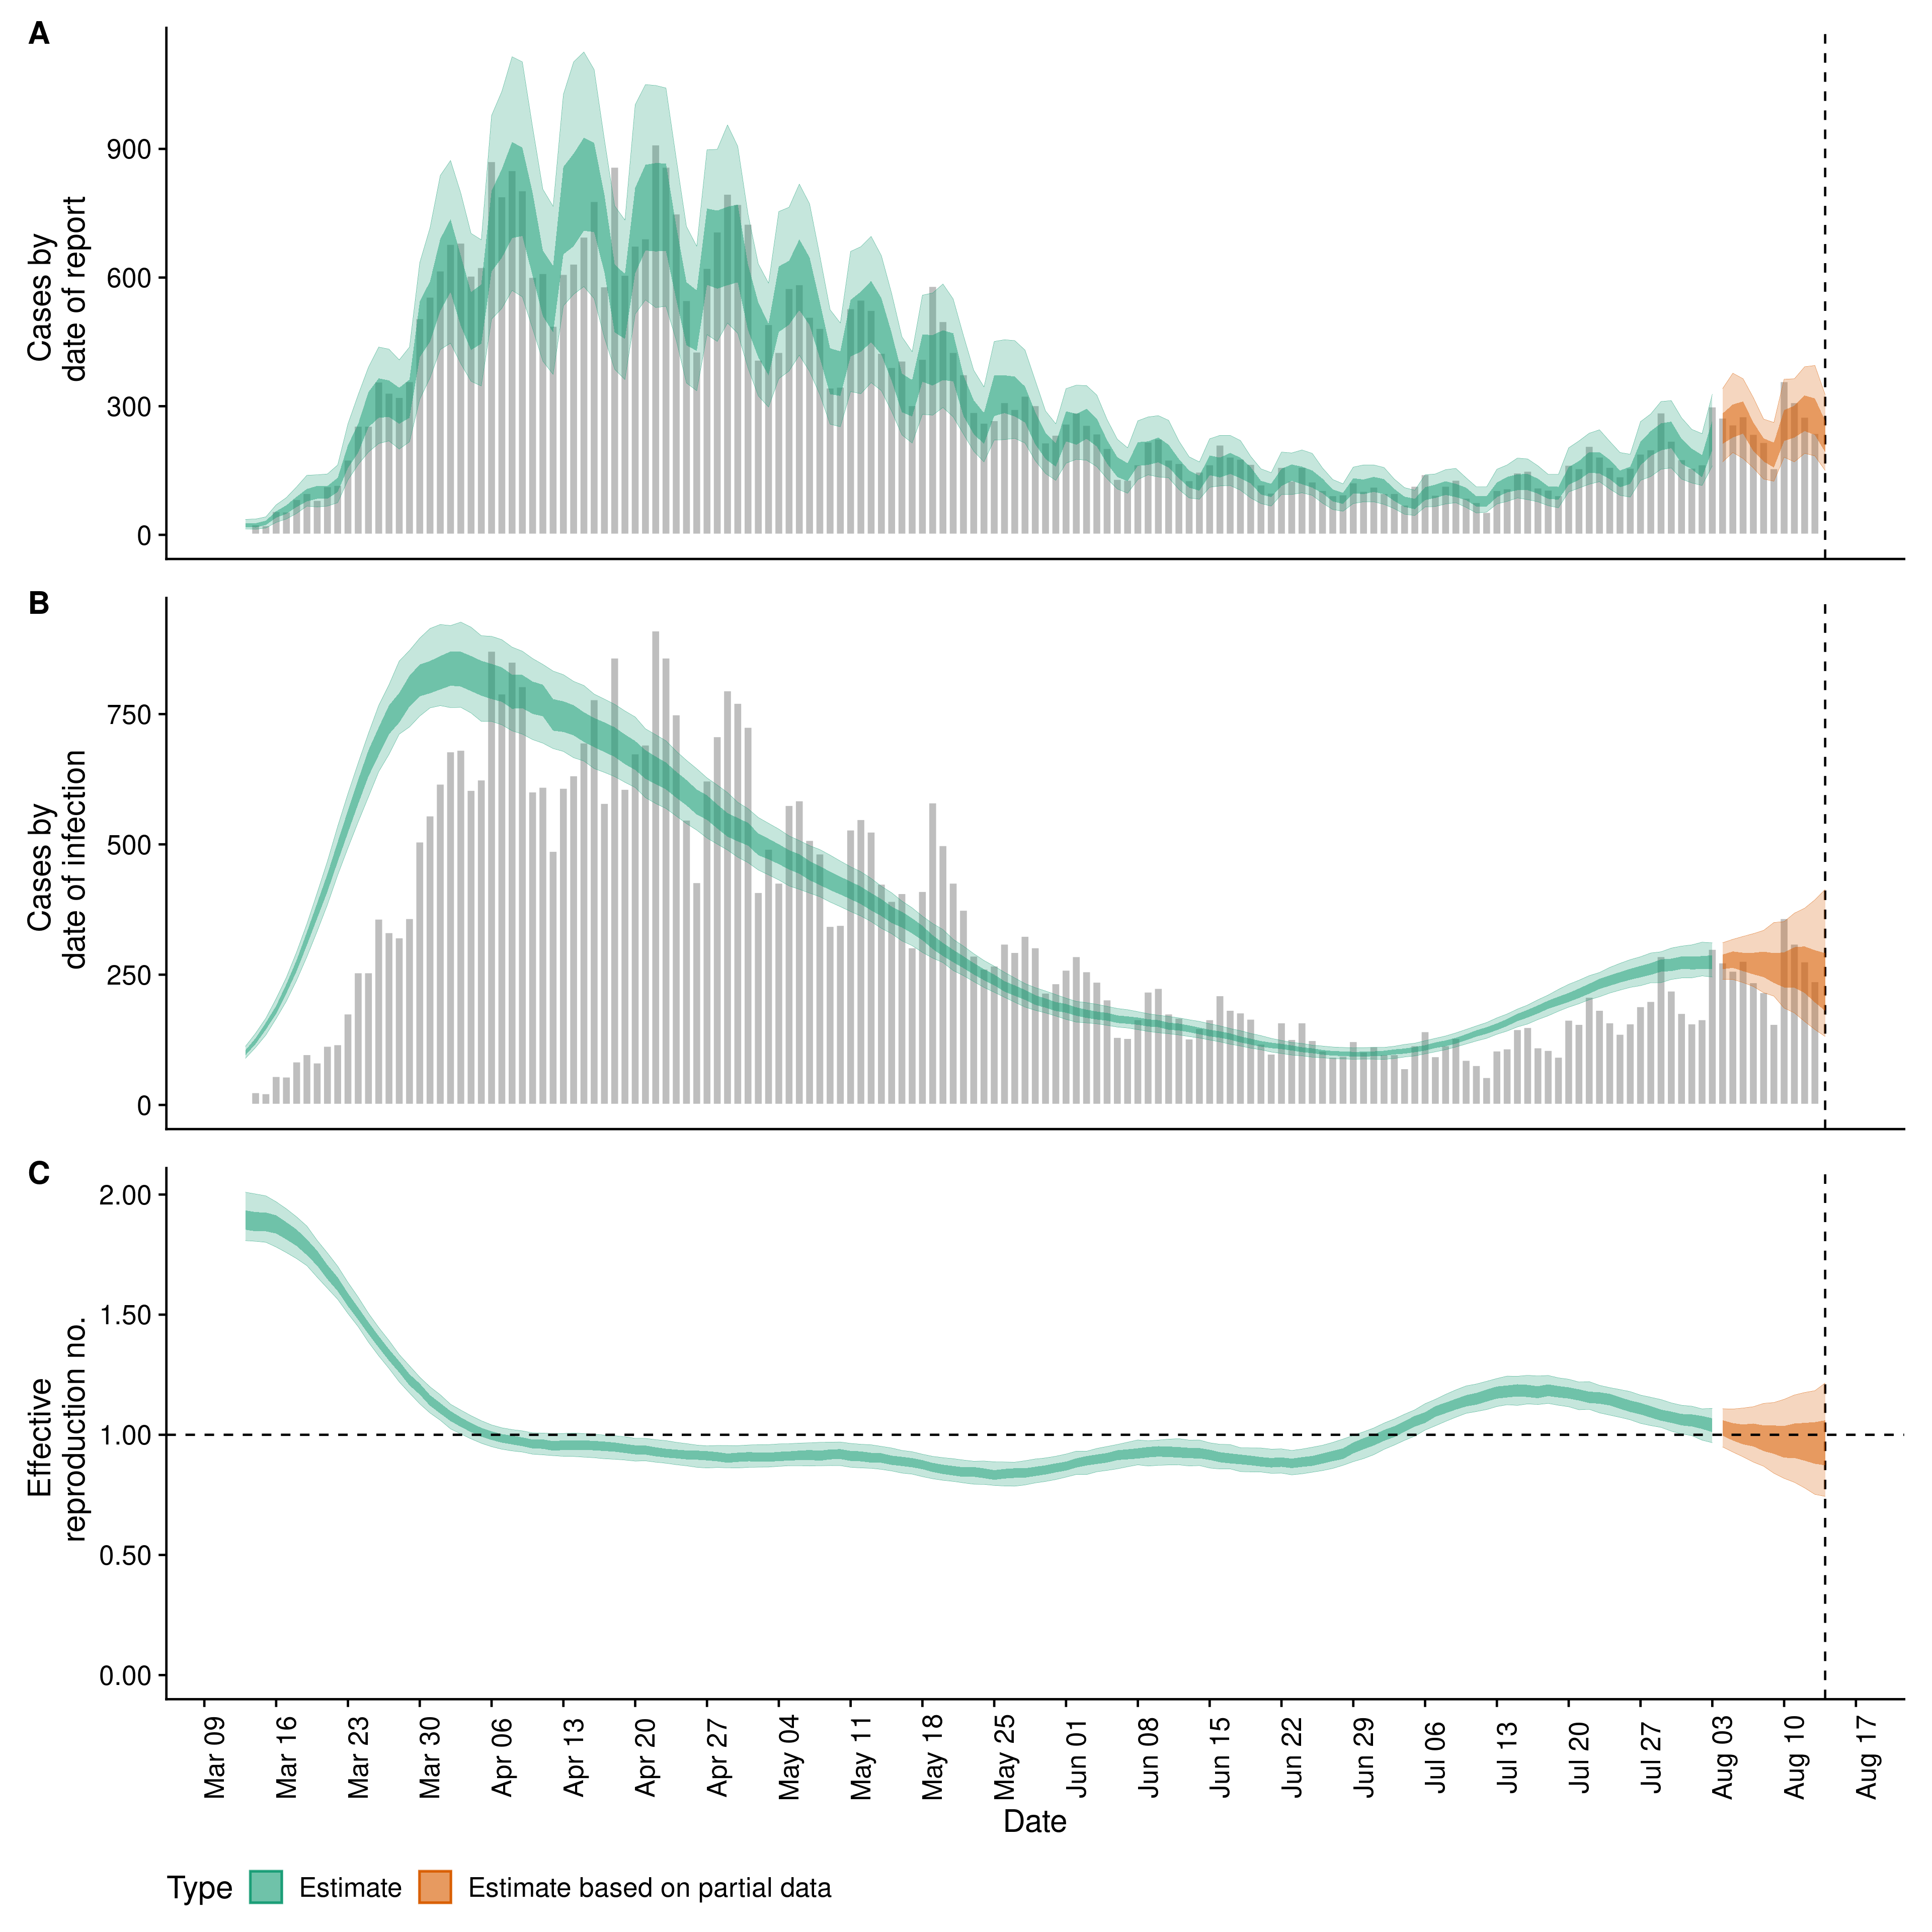 A
Cases by
date of report
900
600
300
0
B
Cases by
date of infection
750
500
250
0
C
Effective
reproduction no.
2.00
1.50
1.00
0.50
0.00
Mar 09
Mar 16
Mar 23
Mar 30
Apr 06
Apr 13
Apr 20
Apr 27
May 04
May 11
May 18
May 25
Jun 01
Jun 08
Jun 15
Jun 22
Jun 29
Jul 06
Jul 13
Jul 20
Jul 27
Aug 03
Aug 10
Aug 17
Date
Type Estimate Estimate based on partial data